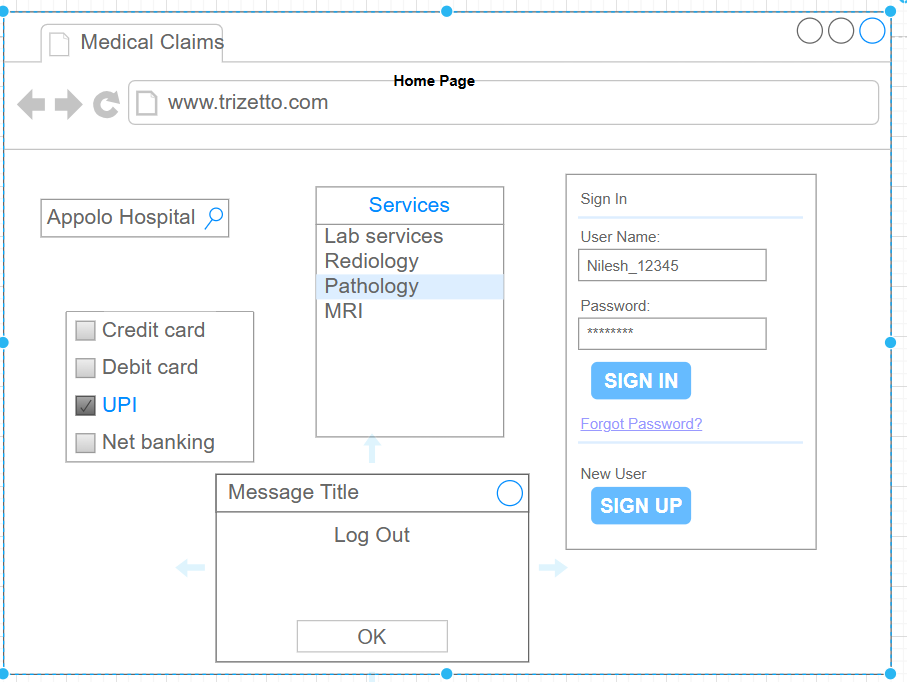 Medical Claims
Home Page
www.trizetto.com
Appolo Hospital
Services
Lab services
Rediology
Pathology
MRI
Credit card
Debit card
UPI
Net banking
Sign In
User Name:
Nilesh_12345
Password:
********
SIGN IN
Forgot Password?
New User
SIGN UP
Message Title
Log Out
OK